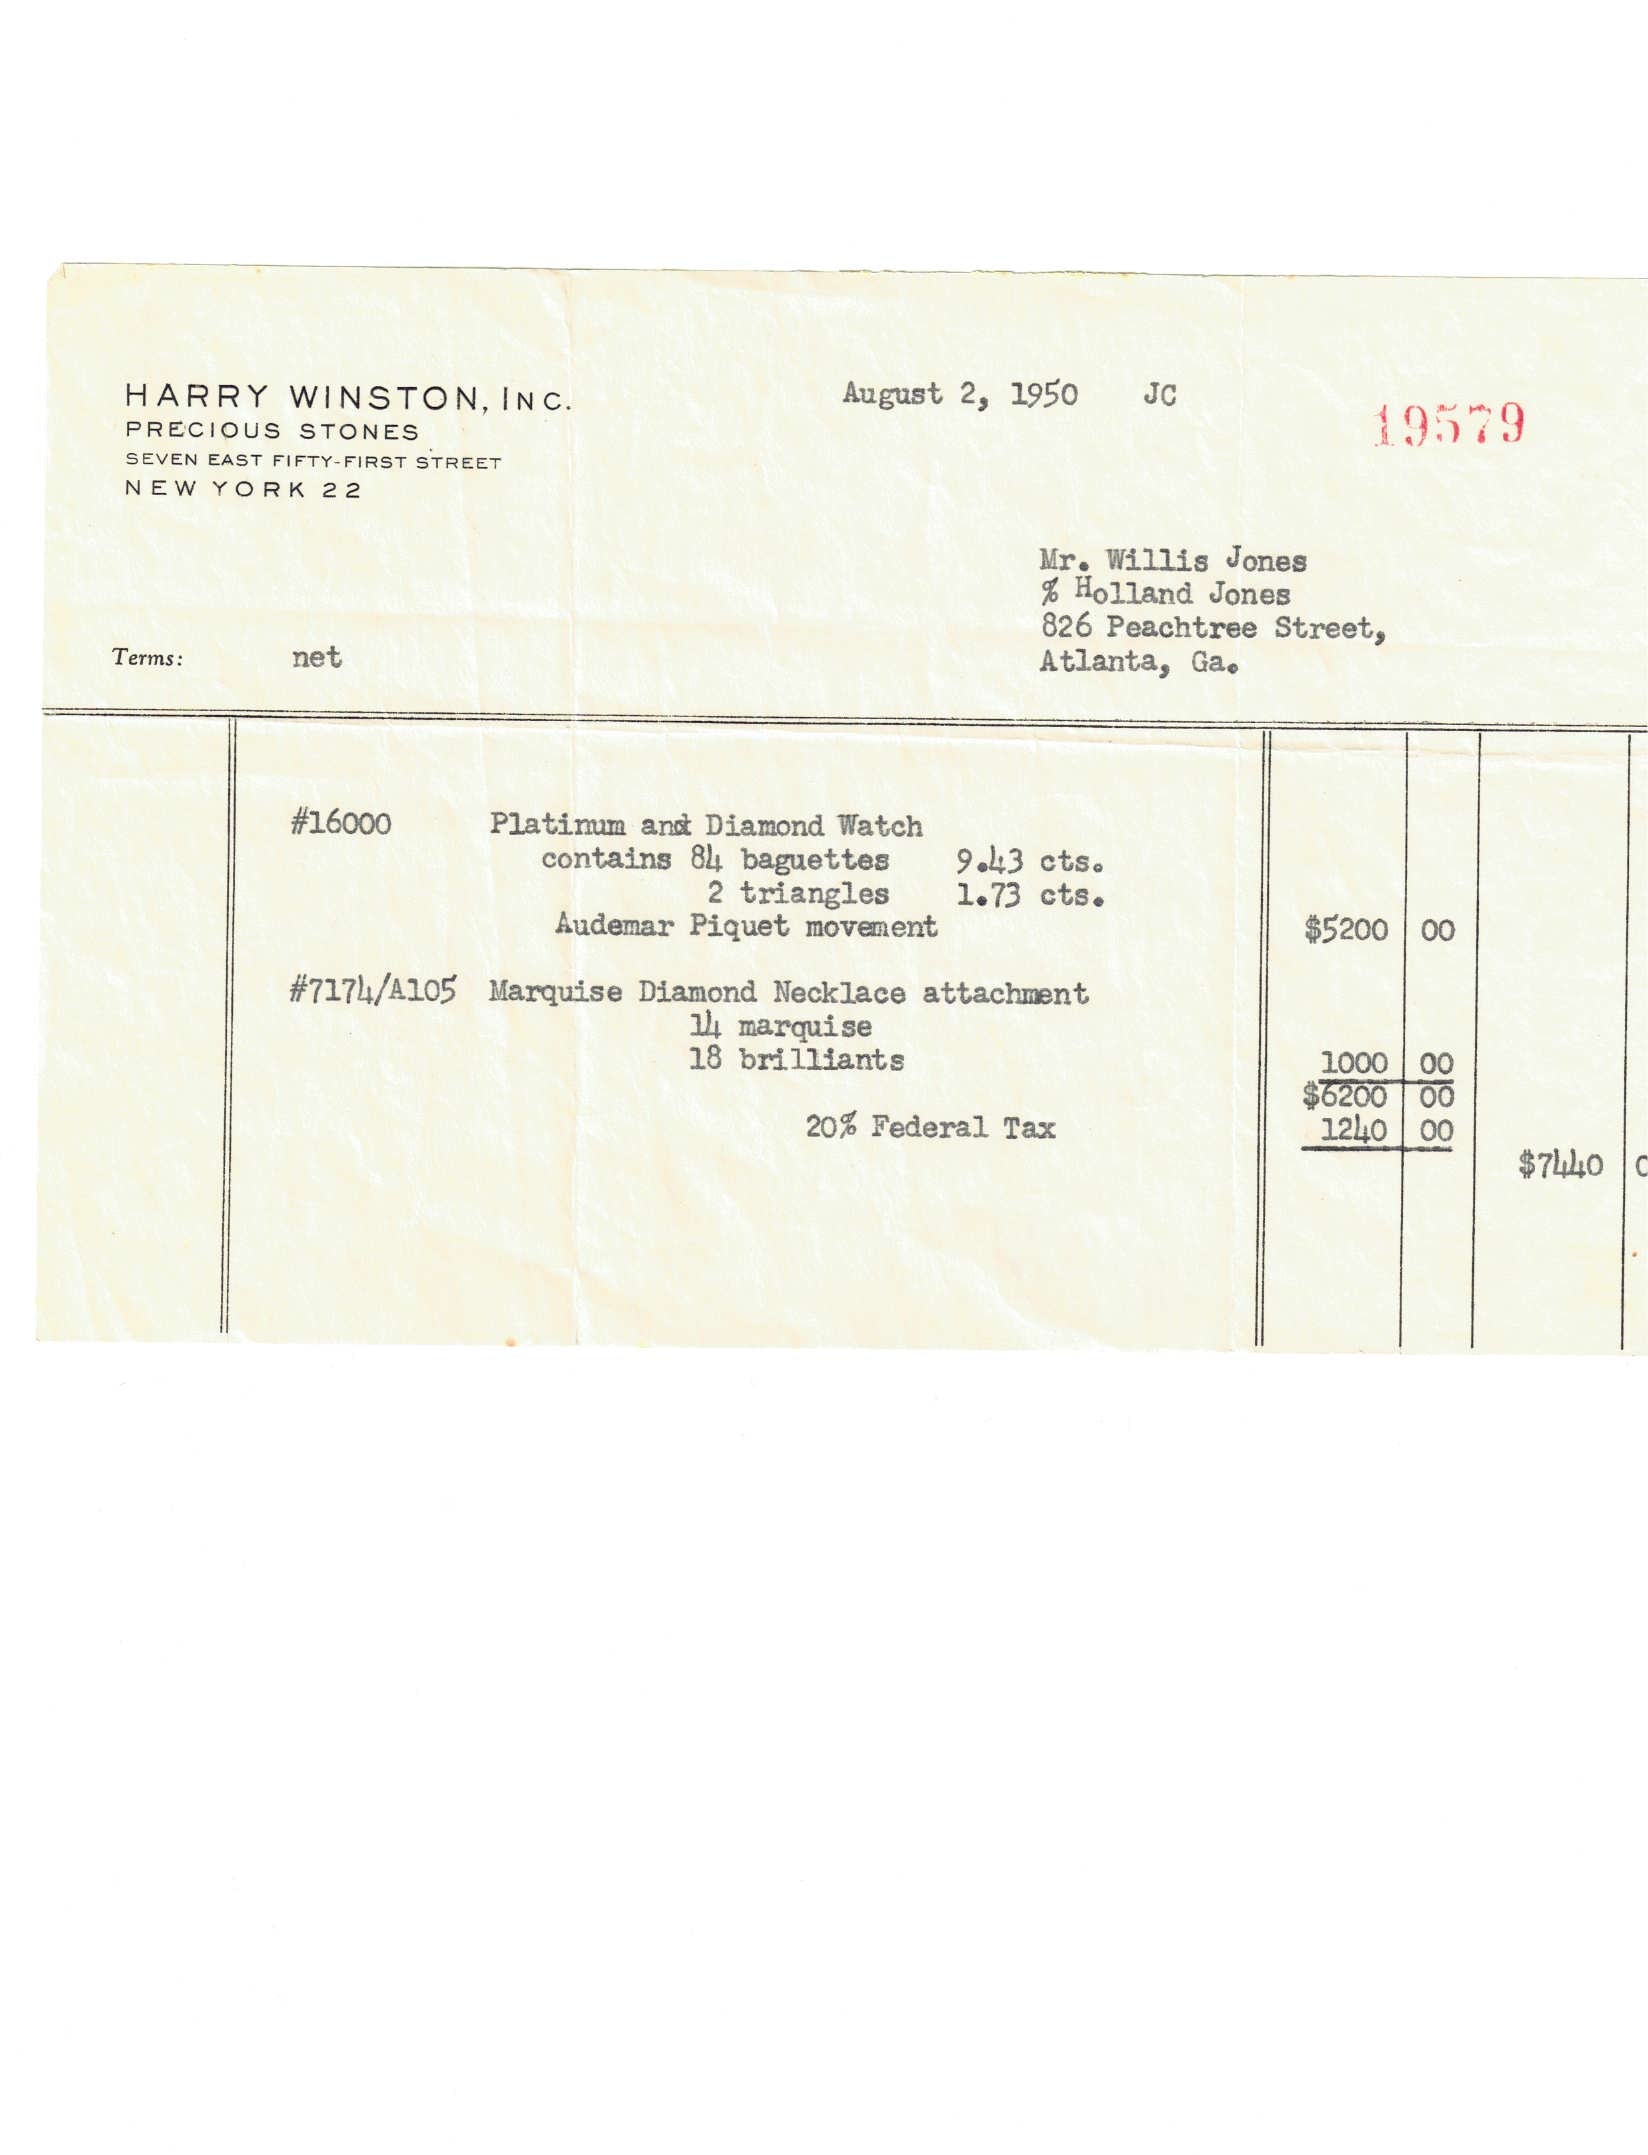 HARRY WINSTON, INC.
PRECIOUS STONES
SEVEN EAST FIFTY-FIRST STREET
NEW YORK 22
August 2, 1950 JC
19579
Mr. Willis Jones
% Holland Jones
826 Peachtree Street,
Atlanta, Ga.
Terms: net
#16000 Platinum and Diamond Watch
contains 84 baguettes 9.43 cts.
2 triangles 1.73 cts.
Audemar Piquet movement $5200 00
#7174/A105 Marquise Diamond Necklace attachment
14 marquise
18 brilliants 1000 00
$6200 00
20% Federal Tax 1240 00
$7440